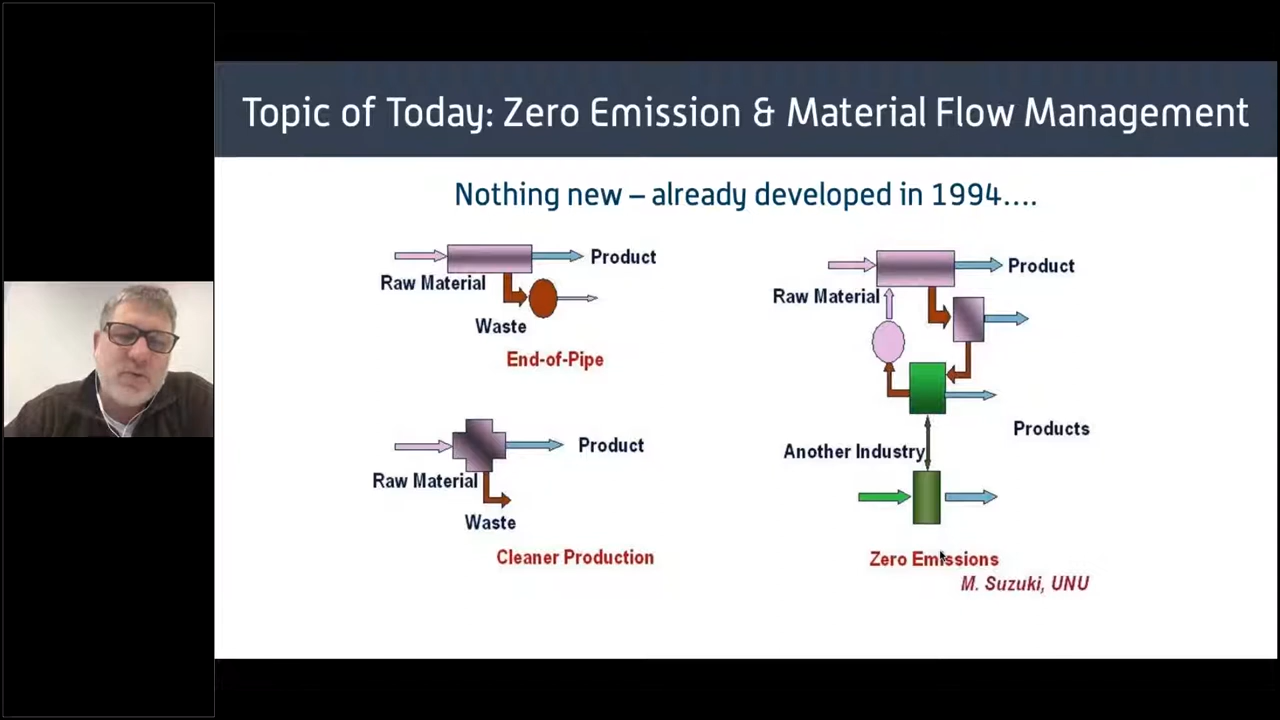 Topic of Today: Zero Emission & Material Flow Management
Nothing new – already developed in 1994....
Product
Raw Material
Waste
End-of-Pipe
Product
Raw Material
Waste
Cleaner Production
Product
Raw Material
Products
Another Industry
Zero Emissions
M. Suzuki, UNU